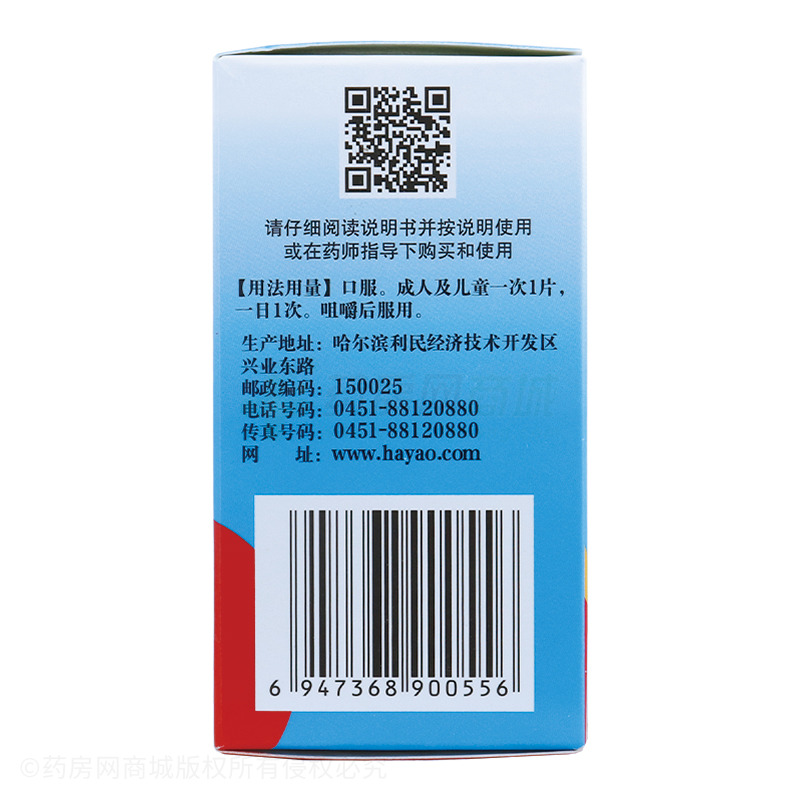 请仔细阅读说明书并按说明使用
或在药师指导下购买和使用
【用法用量】口服。成人及儿童一次1片，
一日1次。咀嚼后服用。
生产地址：哈尔滨利民经济技术开发区
兴业东路
邮政编码：150025
电话号码：0451-88120880
传真号码：0451-88120880
网 址：www.hayao.com
6 947368 900556
©药房网商城版权所有侵权必究